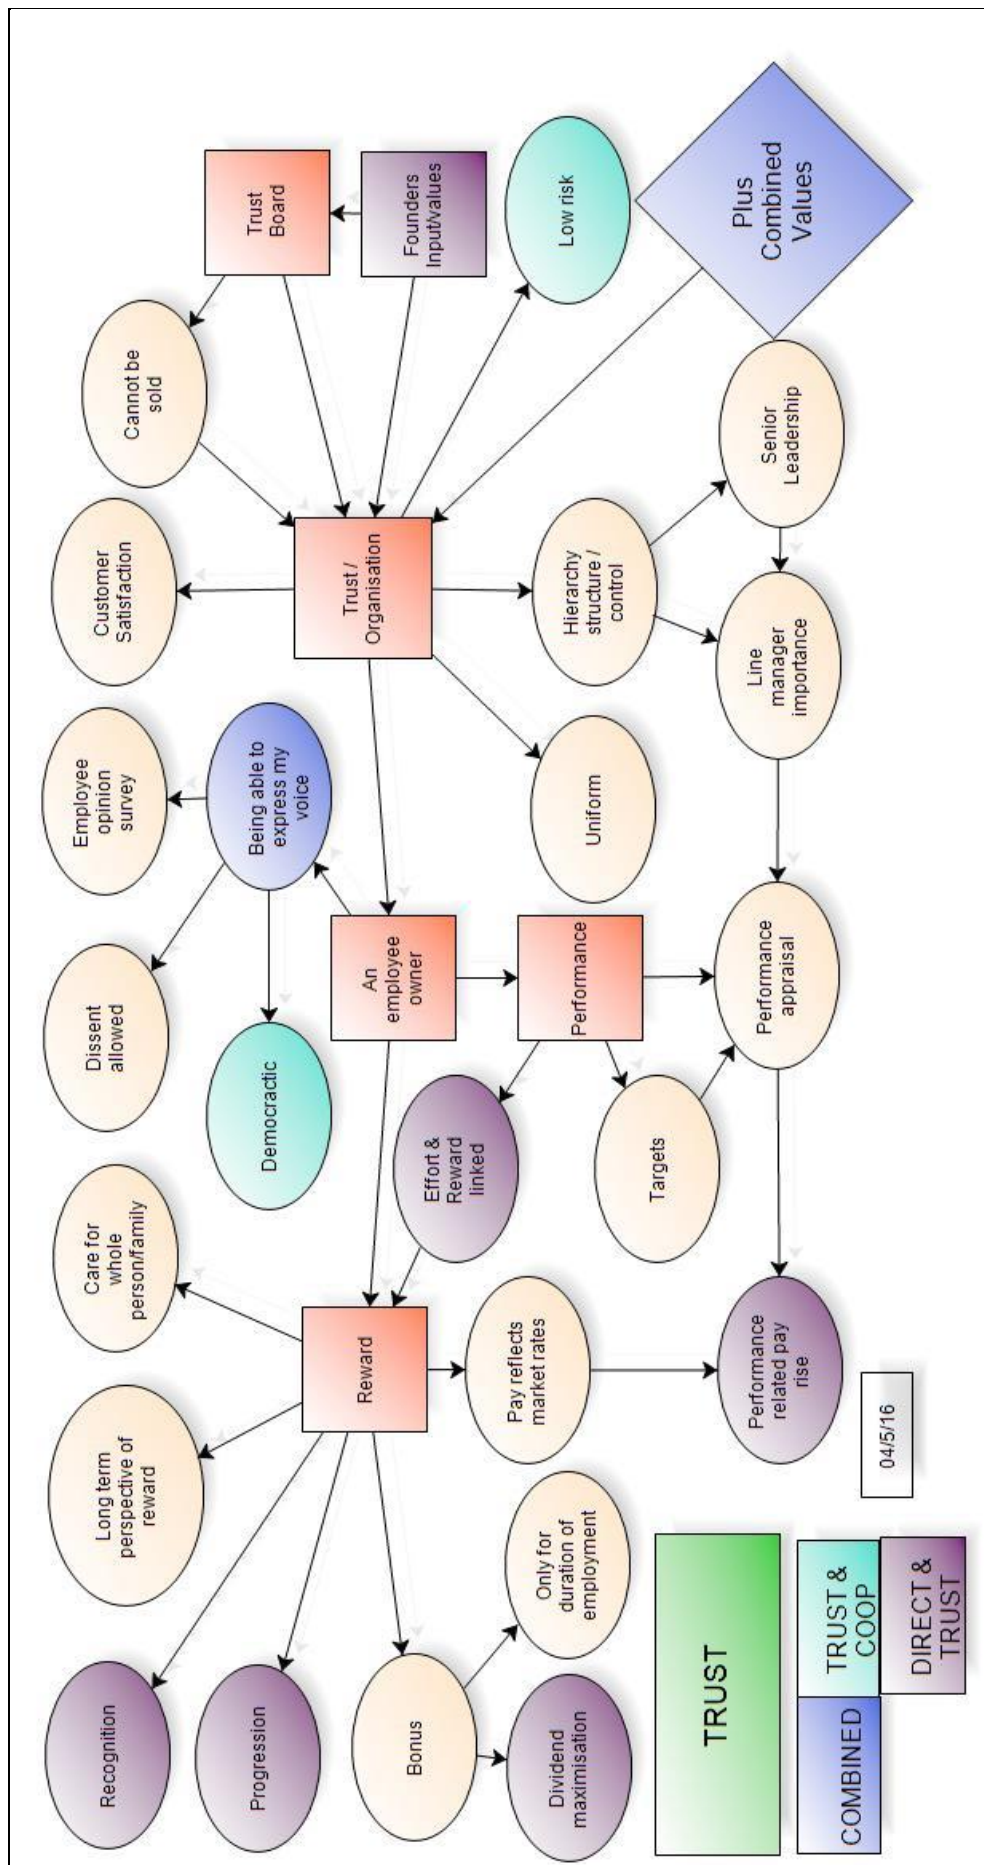 Recognition
Progression
Bonus
Dividend
maximisation
Only for
duration of
employment
Long term
perspective of
reward
Care for
whole
person/family
Reward
Pay reflects
market rates
Performance
related pay
rise
Effort &
Reward
linked
Targets
Performance
appraisal
Performance
An
employee
owner
Democractic
Dissent
allowed
Employee
opinion
survey
Being able to
express my
voice
Uniform
Customer
Satisfaction
Trust /
Organisation
Hierarchy
structure /
control
Line
manager
importance
Senior
Leadership
Cannot be
sold
Trust
Board
Founders
Input/values
Low risk
Plus
Combined
Values
TRUST
COMBINED
TRUST &
COOP
DIRECT &
TRUST
04/5/16